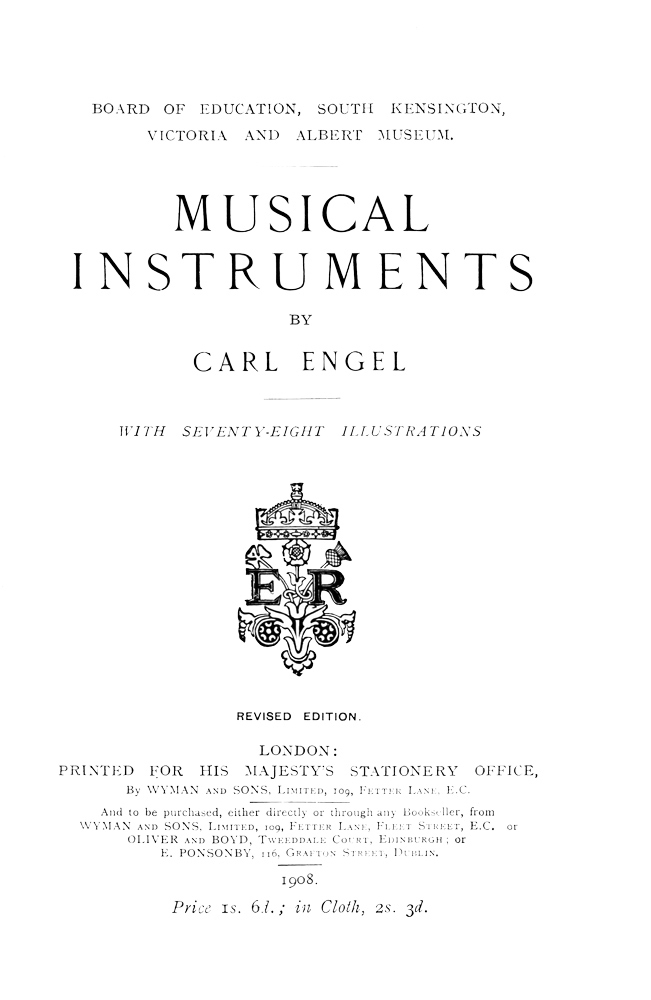 BOARD OF EDUCATION, SOUTH KENSINGTON,
VICTORIA AND ALBERT MUSEUM.
MUSICAL
INSTRUMENTS
BY
CARL ENGEL
WITH SEVENTY-EIGHT ILLUSTRATIONS
E R
REVISED EDITION.
LONDON:
PRINTED FOR HIS MAJESTY'S STATIONERY OFFICE,
By WYMAN AND SONS, LIMITED, 109, FETTER LANE, E.C.
And to be purchased, either directly or through any Bookseller, from
WYMAN AND SONS, LIMITED, 109, FETTER LANE, FLEET STREET, E.C. or
OLIVER AND BOYD, TWEEDDALE COURT, EDINBURGH; or
E. PONSONBY, 116, GRAFTON STREET, DUBLIN.
1908.
Price 1s. 6d.; in Cloth, 2s. 3d.